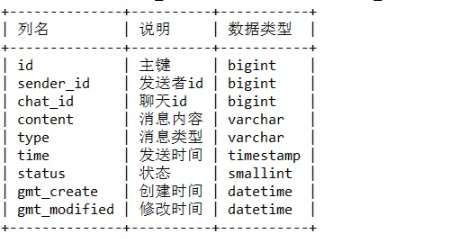 +--------------+----------+-----------+
| 列名 | 说明 | 数据类型 |
+--------------+----------+-----------+
| id | 主键 | bigint |
| sender_id | 发送者id | bigint |
| chat_id | 聊天id | bigint |
| content | 消息内容 | varchar |
| type | 消息类型 | varchar |
| time | 发送时间 | timestamp |
| status | 状态 | smallint |
| gmt_create | 创建时间 | datetime |
| gmt_modified | 修改时间 | datetime |
+--------------+----------+-----------+